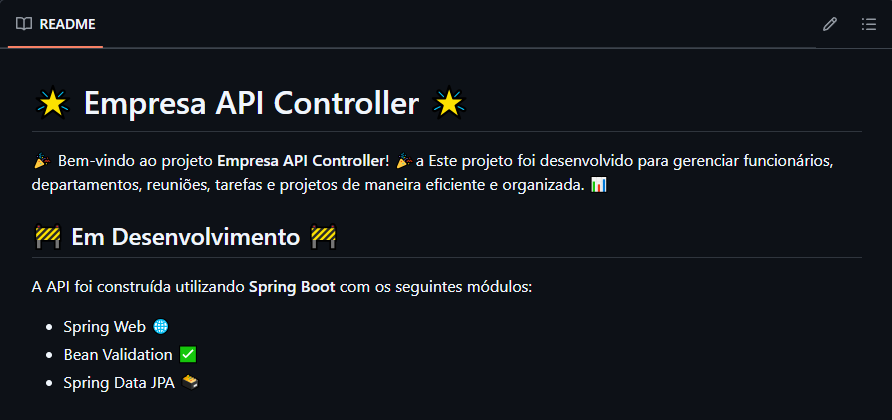 README
🌟 Empresa API Controller 🌟
🎉 Bem-vindo ao projeto Empresa API Controller! 🎉a Este projeto foi desenvolvido para gerenciar funcionários,
departamentos, reuniões, tarefas e projetos de maneira eficiente e organizada. 📊
🚧 Em Desenvolvimento 🚧
A API foi construída utilizando Spring Boot com os seguintes módulos:
• Spring Web 🌐
• Bean Validation ✅
• Spring Data JPA 🗃️